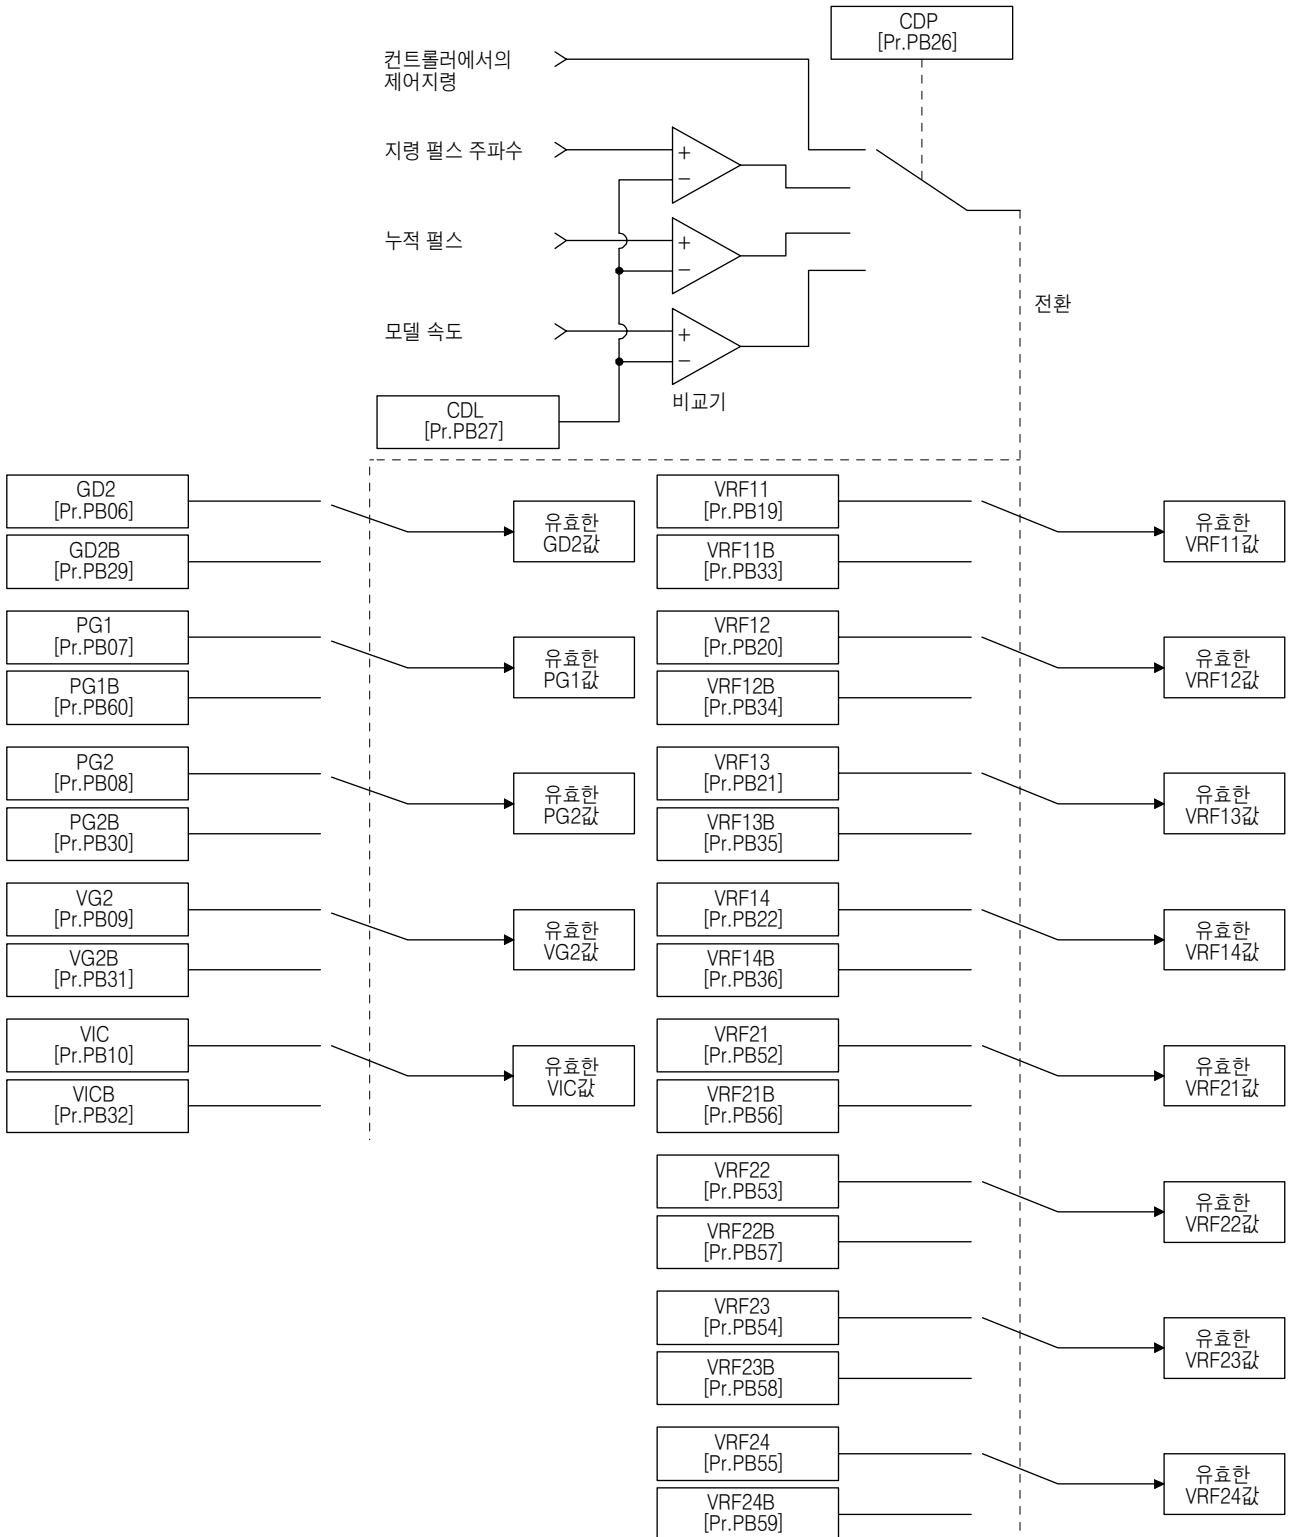 CDP
[Pr.PB26]
컨트롤러에서의
제어지령
지령 펄스 주파수
+
−
누적 펄스
+
−
전환
모델 속도
+
−
비교기
CDL
[Pr.PB27]
GD2
[Pr.PB06]
GD2B
[Pr.PB29]
유효한
GD2값
VRF11
[Pr.PB19]
VRF11B
[Pr.PB33]
유효한
VRF11값
PG1
[Pr.PB07]
PG1B
[Pr.PB60]
유효한
PG1값
VRF12
[Pr.PB20]
VRF12B
[Pr.PB34]
유효한
VRF12값
PG2
[Pr.PB08]
PG2B
[Pr.PB30]
유효한
PG2값
VRF13
[Pr.PB21]
VRF13B
[Pr.PB35]
유효한
VRF13값
VG2
[Pr.PB09]
VG2B
[Pr.PB31]
유효한
VG2값
VRF14
[Pr.PB22]
VRF14B
[Pr.PB36]
유효한
VRF14값
VIC
[Pr.PB10]
VICB
[Pr.PB32]
유효한
VIC값
VRF21
[Pr.PB52]
VRF21B
[Pr.PB56]
유효한
VRF21값
VRF22
[Pr.PB53]
VRF22B
[Pr.PB57]
유효한
VRF22값
VRF23
[Pr.PB54]
VRF23B
[Pr.PB58]
유효한
VRF23값
VRF24
[Pr.PB55]
VRF24B
[Pr.PB59]
유효한
VRF24값